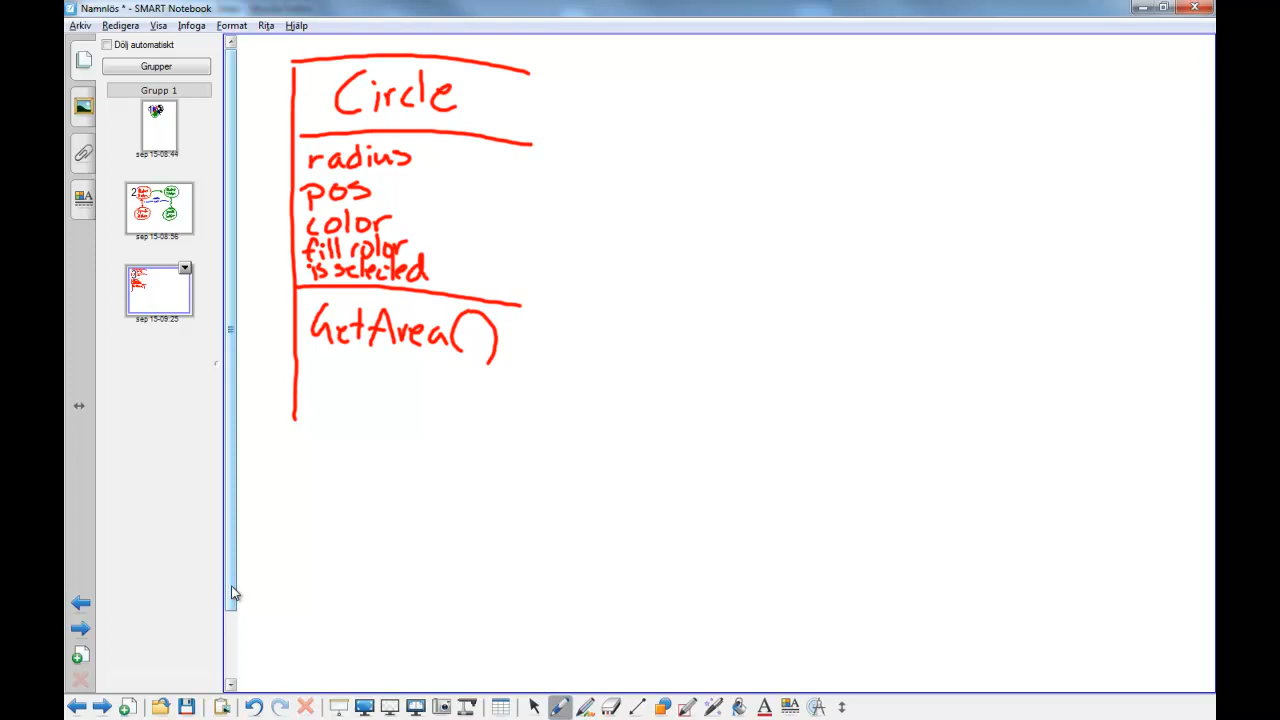 Namnlös * - SMART Notebook
Arkiv Redigera Visa Infoga Format Rita Hjälp
Dölj automatiskt
Grupper
Grupp 1
sep 15-08:44
2
sep 15-08:56
sep 15-09:25
Circle
radius
pos
color
fill color
is selected
GetArea()